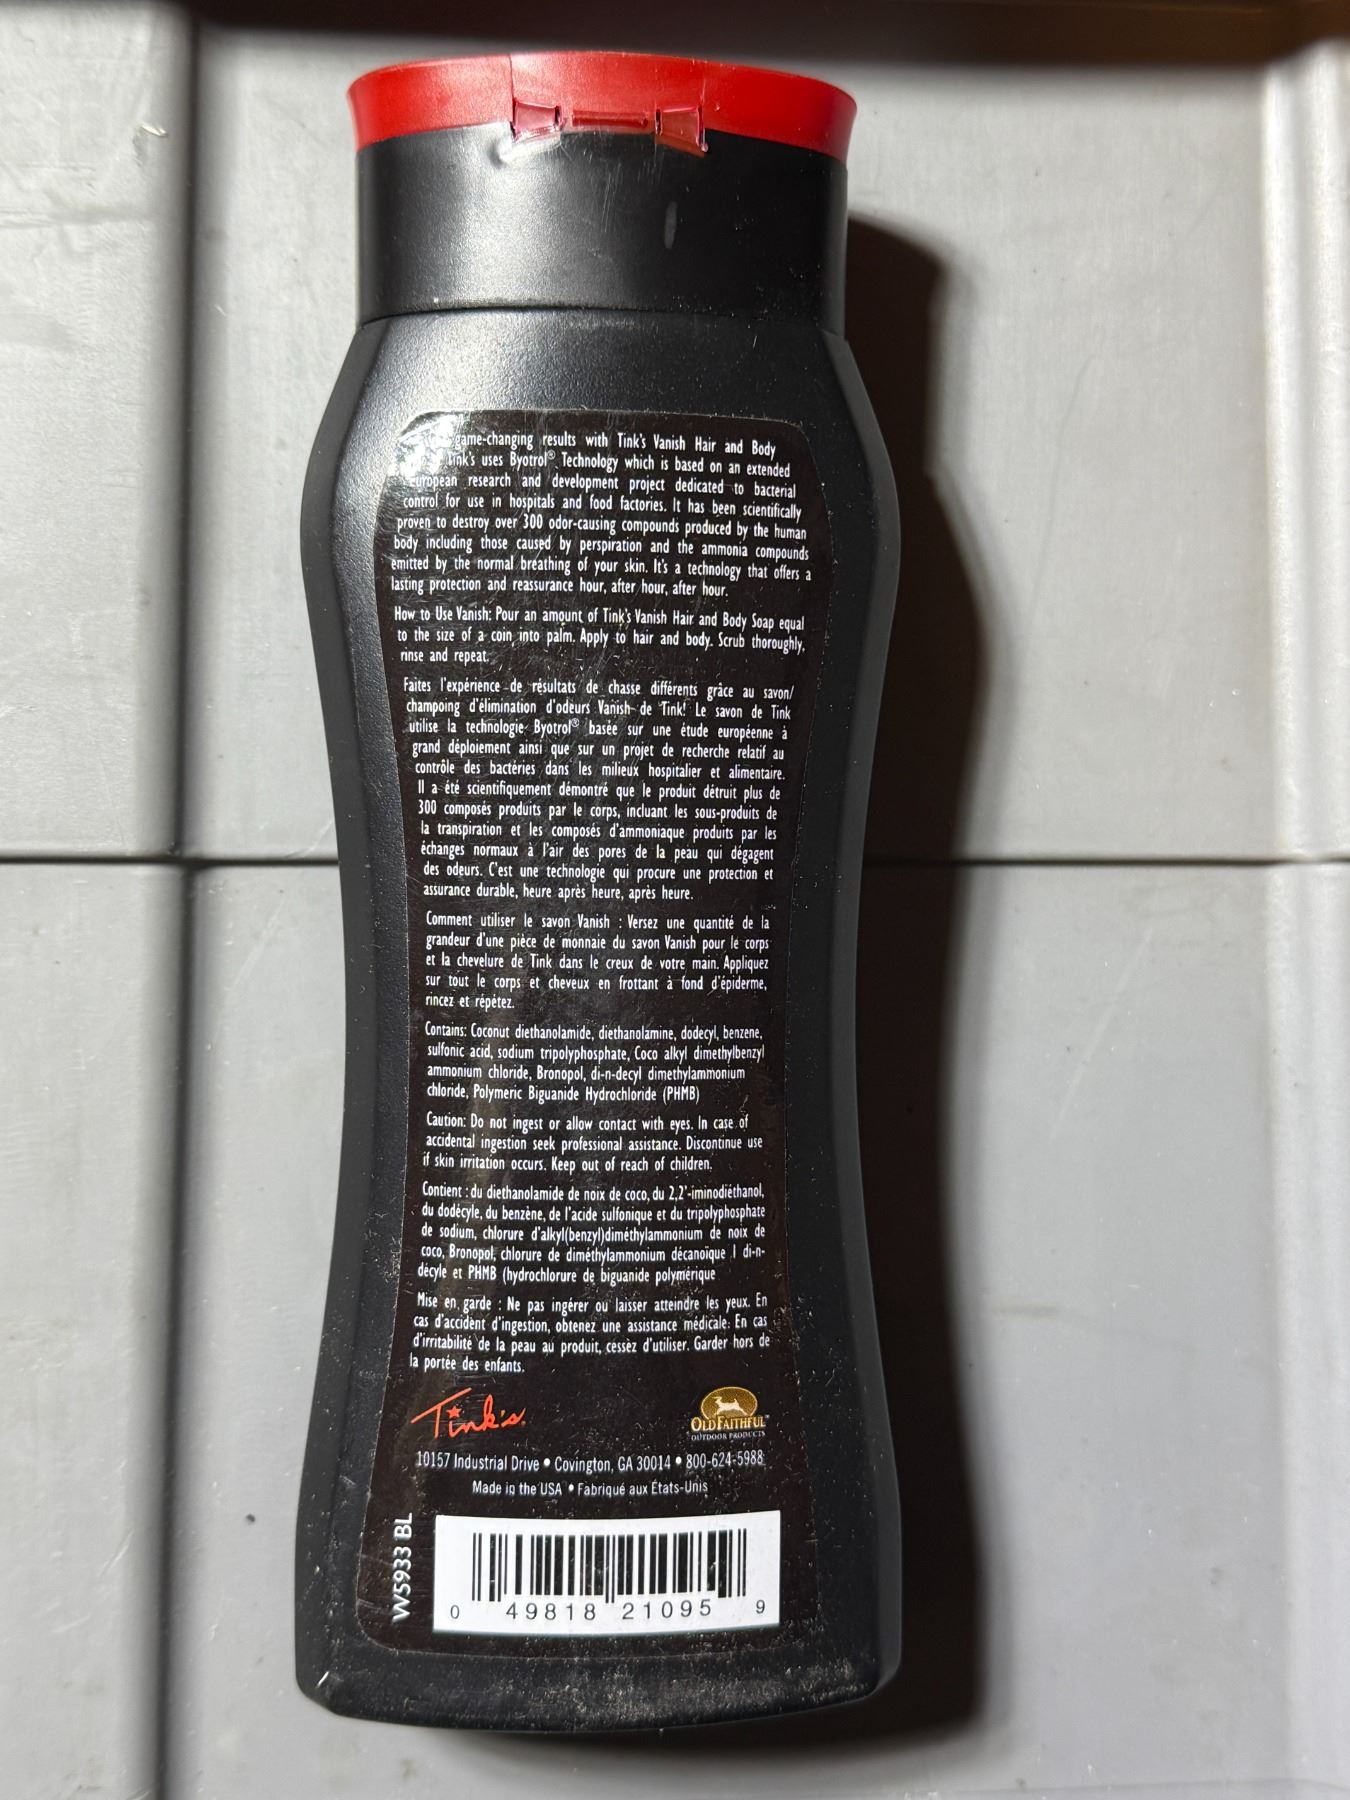 game-changing results with Tink's Vanish Hair and Body
Tink's uses Byotrol® Technology which is based on an extended
European research and development project dedicated to bacterial
control for use in hospitals and food factories. It has been scientifically
proven to destroy over 300 odor-causing compounds produced by the human
body including those caused by perspiration and the ammonia compounds
emitted by the normal breathing of your skin. It's a technology that offers a
lasting protection and reassurance hour, after hour, after hour.
How to Use Vanish: Pour an amount of Tink's Vanish Hair and Body Soap equal
to the size of a coin into palm. Apply to hair and body. Scrub thoroughly,
rinse and repeat.
Faites l'expérience de résultats de chasse différents grâce au savon/
champoing d'élimination d'odeurs Vanish de Tink! Le savon de Tink
utilise la technologie Byotrol® basée sur une étude européenne à
grand déploiement ainsi que sur un projet de recherche relatif au
contrôle des bactéries dans les milieux hospitalier et alimentaire.
Il a été scientifiquement démontré que le produit détruit plus de
300 composés produits par le corps, incluant les sous-produits de
la transpiration et les composés d'ammoniaque produits par les
échanges normaux à l'air des pores de la peau qui dégagent
des odeurs. C'est une technologie qui procure une protection et
assurance durable, heure après heure, après heure.
Comment utiliser le savon Vanish : Versez une quantité de la
grandeur d'une pièce de monnaie du savon Vanish pour le corps
et la chevelure de Tink dans le creux de votre main. Appliquez
sur tout le corps et cheveux en frottant à fond d'épiderme,
rincez et répétez.
Contains: Coconut diethanolamide, diethanolamine, dodecyl, benzene,
sulfonic acid, sodium tripolyphosphate, Coco alkyl dimethylbenzyl
ammonium chloride, Bronopol, di-n-decyl dimethylammonium
chloride, Polymeric Biguanide Hydrochloride (PHMB)
Caution: Do not ingest or allow contact with eyes. In case of
accidental ingestion seek professional assistance. Discontinue use
if skin irritation occurs. Keep out of reach of children.
Contient : du diethanolamide de noix de coco, du 2,2'-iminodiéthanol,
du dodécyle, du benzène, de l'acide sulfonique et du tripolyphosphate
de sodium, chlorure d'alkyl(benzyl)diméthylammonium de noix de
coco, Bronopol, chlorure de diméthylammonium décanoïque 1 di-n-
décyle et PHMB (hydrochlorure de biguanide polymérique
Mise en garde : Ne pas ingérer ou laisser atteindre les yeux. En
cas d'accident d'ingestion, obtenez une assistance médicale. En cas
d'irritabilité de la peau au produit, cessez d'utiliser. Garder hors de
la portée des enfants.
Tink's
OLD FAITHFUL
OUTDOOR PRODUCTS
10157 Industrial Drive • Covington, GA 30014 • 800-624-5988
Made in the USA • Fabriqué aux États-Unis
W5933 BL
0 49818 21095 9